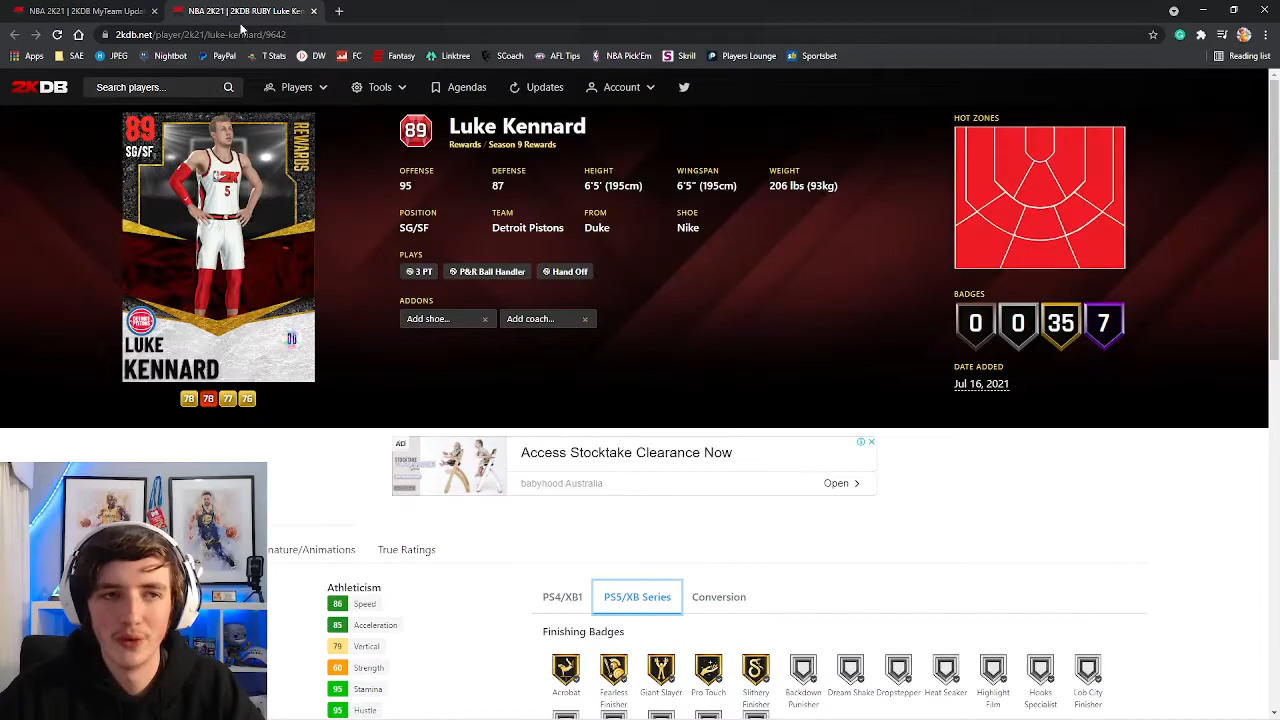 NBA 2K21 | 2KDB MyTeam Updat
NBA 2K21 | 2KDB RUBY Luke Ken
2kdb.net/player/2k21/luke-kennard/9642
Apps SAE JPEG Nightbot PayPal T Stats DW FC Fantasy Linktree SCoach AFL Tips NBA Pick'Em Skrill Players Lounge Sportsbet Reading list
2KDB Search players... Players Tools Agendas Updates Account
89
SG/SF
REWARDS
2K
5
LUKE
KENNARD
78 78 77 76
89 Luke Kennard
Rewards / Season 9 Rewards
OFFENSE DEFENSE HEIGHT WINGSPAN WEIGHT
95 87 6'5' (195cm) 6'5" (195cm) 206 lbs (93kg)
POSITION TEAM FROM SHOE
SG/SF Detroit Pistons Duke Nike
PLAYS
3 PT P&R Ball Handler Hand Off
ADDONS
Add shoe... Add coach...
HOT ZONES
BADGES
0 0 35 7
DATE ADDED
Jul 16, 2021
AD
Access Stocktake Clearance Now
babyhood Australia Open
nature/Animations True Ratings
Athleticism
86 Speed
85 Acceleration
79 Vertical
60 Strength
95 Stamina
95 Hustle
PS4/XB1 PS5/XB Series Conversion
Finishing Badges
Acrobat Fearless Finisher Giant Slayer Pro Touch Slithery Finisher Backdown Punisher Dream Shake Dropstepper Heat Seeker Highlight Film Hooks Specialist Lob City Finisher